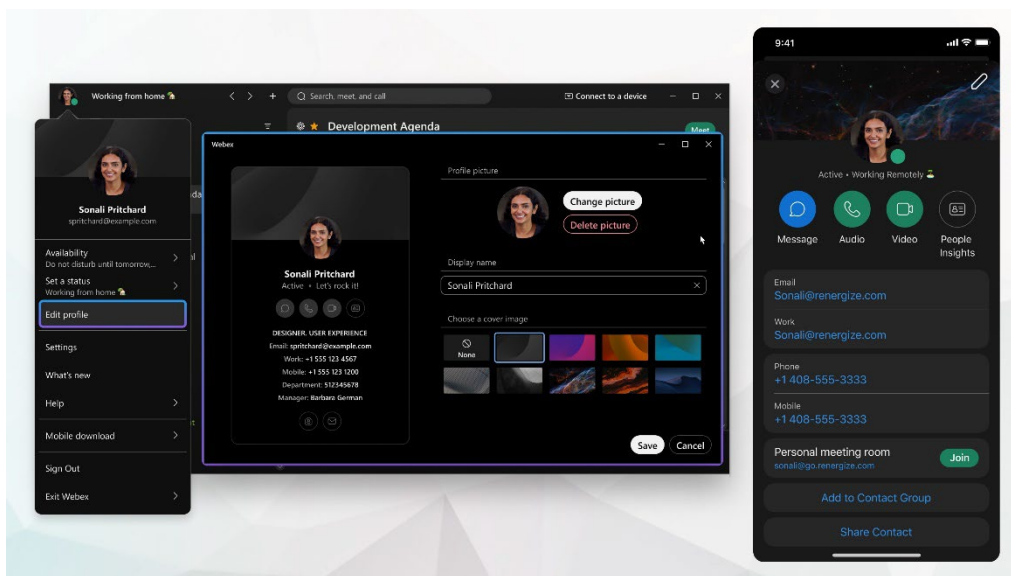 Working from home
Search, meet, and call
Connect to a device
Development Agenda
Meet
Sonali Pritchard
spritchard@example.com
Availability
Do not disturb until tomorrow,...
Set a status
Working from home
Edit profile
Settings
What's new
Help
Mobile download
Sign Out
Exit Webex
Webex
Sonali Pritchard
Active • Let's rock it!
DESIGNER. USER EXPERIENCE
Email: spritchard@example.com
Work: +1 555 123 4567
Mobile: +1 555 123 1200
Department: 512345678
Manager: Barbara German
Profile picture
Change picture
Delete picture
Display name
Sonali Pritchard
Choose a cover image
None
Save
Cancel
9:41
Active • Working Remotely
Message
Audio
Video
People
Insights
Email
Sonali@renergize.com
Work
Sonali@renergize.com
Phone
+1 408-555-3333
Mobile
+1 408-555-3333
Personal meeting room
sonali@go.renergize.com
Join
Add to Contact Group
Share Contact